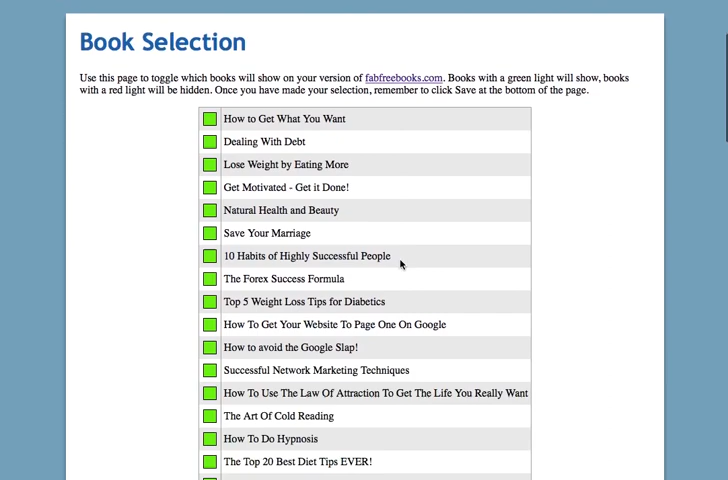 Book Selection
Use this page to toggle which books will show on your version of fabfreebooks.com. Books with a green light will show, books
with a red light will be hidden. Once you have made your selection, remember to click Save at the bottom of the page.
How to Get What You Want
Dealing With Debt
Lose Weight by Eating More
Get Motivated - Get it Done!
Natural Health and Beauty
Save Your Marriage
10 Habits of Highly Successful People
The Forex Success Formula
Top 5 Weight Loss Tips for Diabetics
How To Get Your Website To Page One On Google
How to avoid the Google Slap!
Successful Network Marketing Techniques
How To Use The Law Of Attraction To Get The Life You Really Want
The Art Of Cold Reading
How To Do Hypnosis
The Top 20 Best Diet Tips EVER!